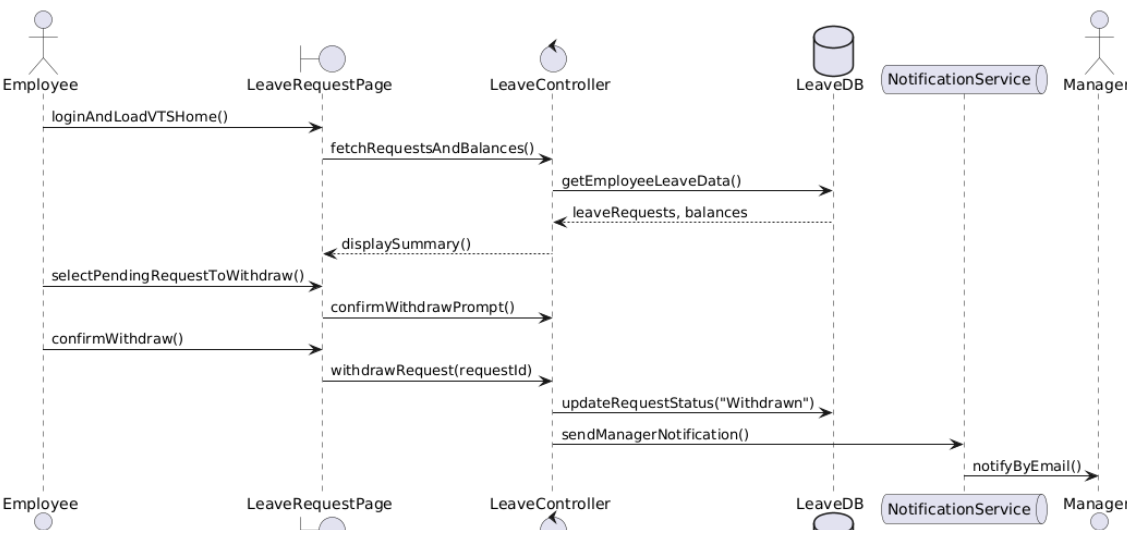 Employee
LeaveRequestPage
LeaveController
LeaveDB
NotificationService
Manager
loginAndLoadVTSHome()
fetchRequestsAndBalances()
getEmployeeLeaveData()
leaveRequests, balances
displaySummary()
selectPendingRequestToWithdraw()
confirmWithdrawPrompt()
confirmWithdraw()
withdrawRequest(requestId)
updateRequestStatus("Withdrawn")
sendManagerNotification()
notifyByEmail()
Employee
LeaveRequestPage
LeaveController
LeaveDB
NotificationService
Manager